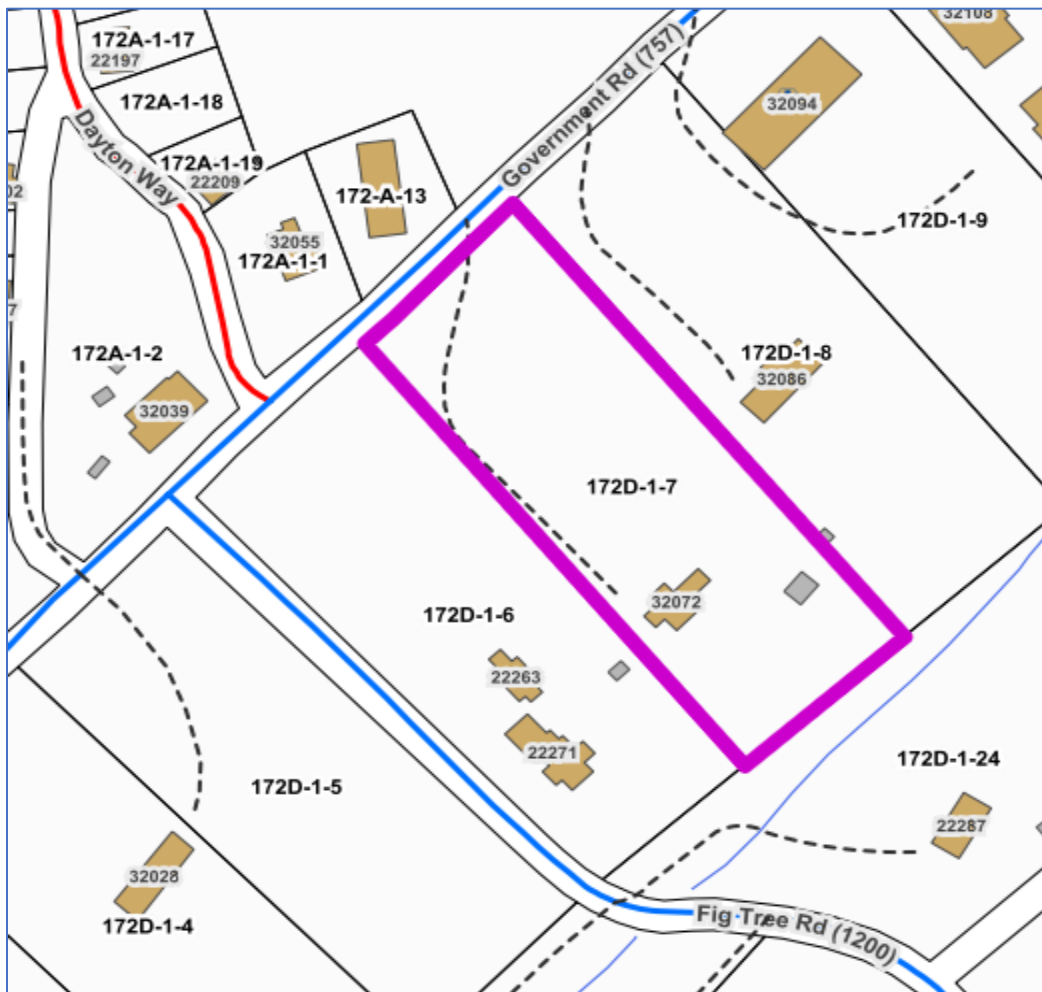 172A-1-17
22197
32108
Government Rd (757)
172A-1-18
32094
Dayton Way
172A-1-19
22209
172-A-13
172D-1-9
32055
172A-1-1
172A-1-2
172D-1-8
32086
32039
172D-1-7
32072
172D-1-6
22263
22271
172D-1-24
172D-1-5
22287
32028
Fig Tree Rd (1200)
172D-1-4